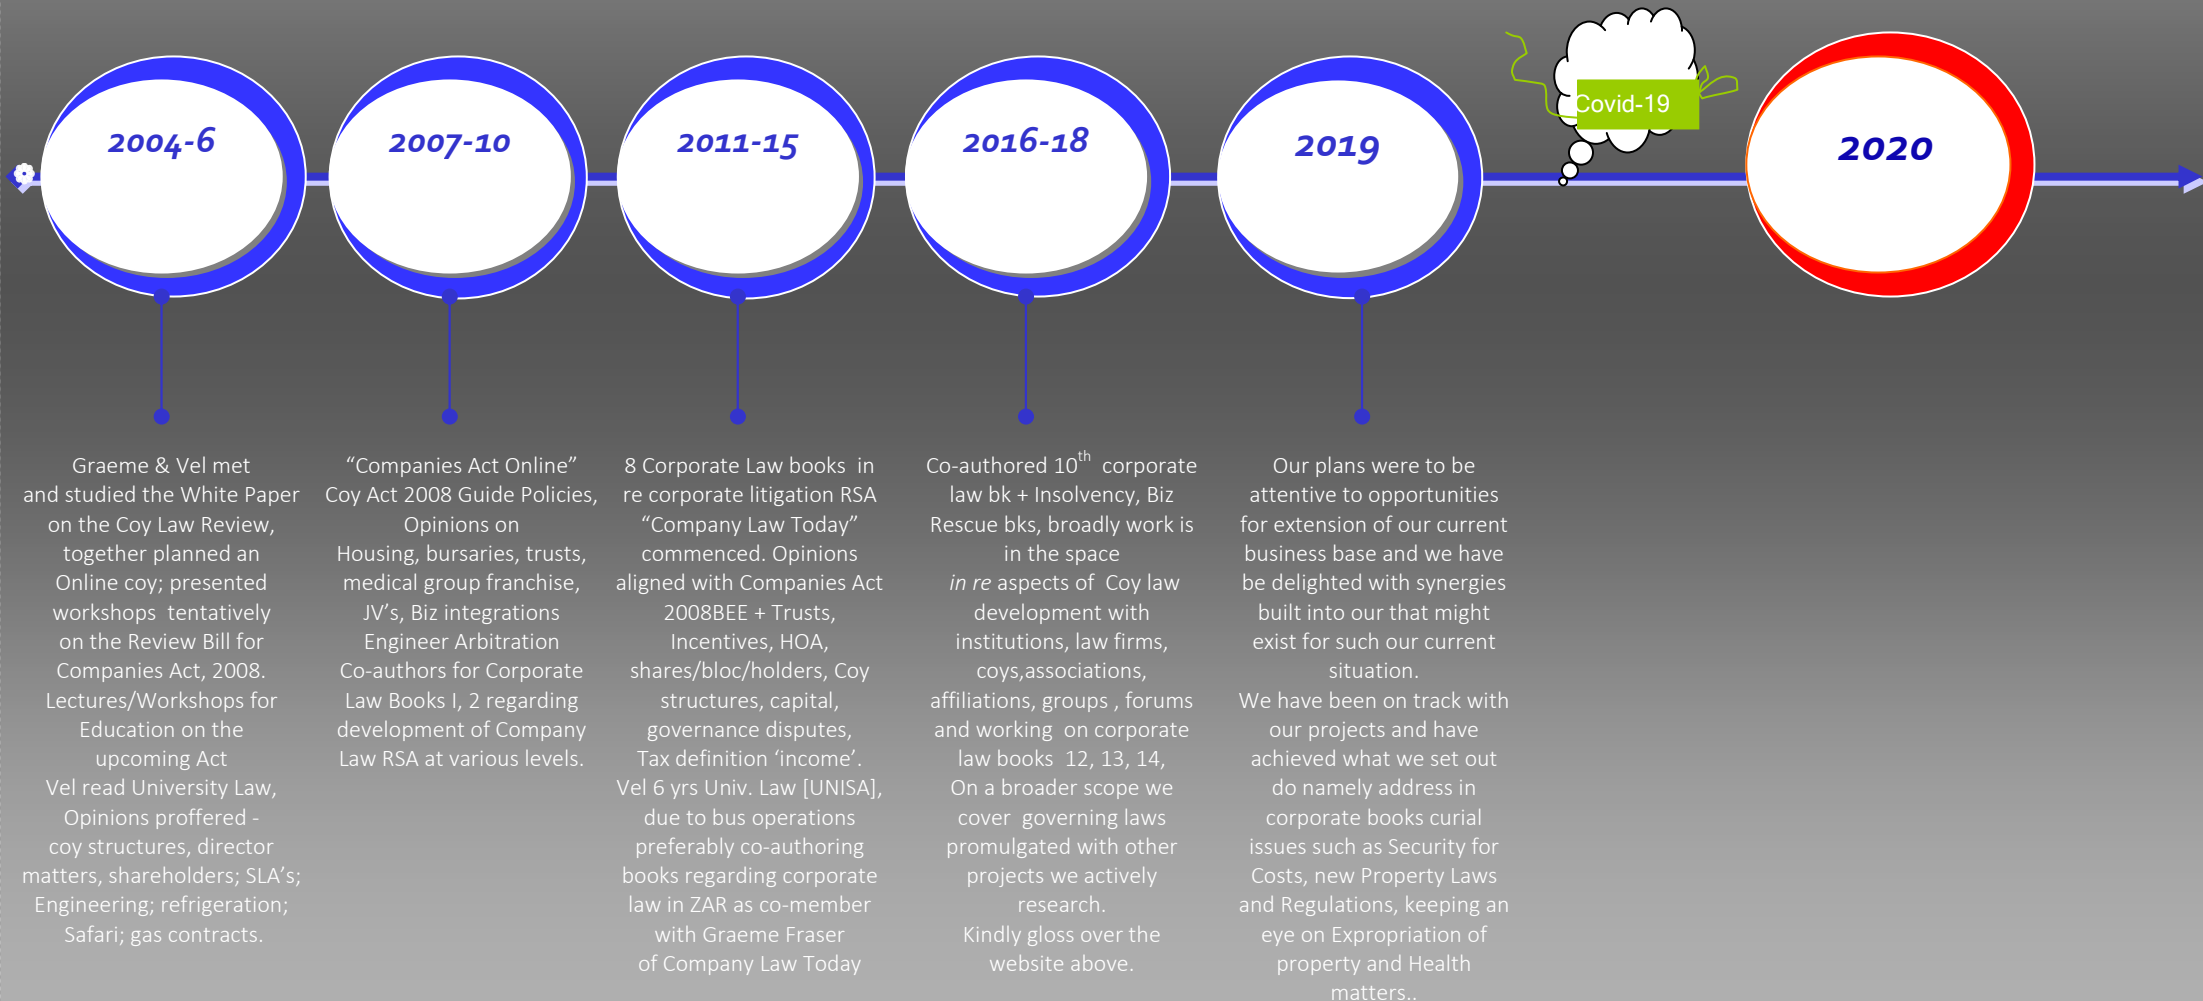 2004-6
2007-10
2011-15
2016-18
2019
Covid-19
2020
Graeme & Vel met
and studied the White Paper
on the Coy Law Review,
together planned an
Online coy; presented
workshops tentatively
on the Review Bill for
Companies Act, 2008.
Lectures/Workshops for
Education on the
upcoming Act
Vel read University Law,
Opinions proffered -
coy structures, director
matters, shareholders; SLA’s;
Engineering; refrigeration;
Safari; gas contracts.
“Companies Act Online”
Coy Act 2008 Guide Policies,
Opinions on
Housing, bursaries, trusts,
medical group franchise,
JV’s, Biz integrations
Engineer Arbitration
Co-authors for Corporate
Law Books I, 2 regarding
development of Company
Law RSA at various levels.
8 Corporate Law books in
re corporate litigation RSA
“Company Law Today”
commenced. Opinions
aligned with Companies Act
2008BEE + Trusts,
Incentives, HOA,
shares/bloc/holders, Coy
structures, capital,
governance disputes,
Tax definition ‘income’.
Vel 6 yrs Univ. Law [UNISA],
due to bus operations
preferably co-authoring
books regarding corporate
law in ZAR as co-member
with Graeme Fraser
of Company Law Today
Co-authored 10th corporate
law bk + Insolvency, Biz
Rescue bks, broadly work is
in the space
in re aspects of Coy law
development with
institutions, law firms,
coys,associations,
affiliations, groups , forums
and working on corporate
law books 12, 13, 14,
On a broader scope we
cover governing laws
promulgated with other
projects we actively
research.
Kindly gloss over the
website above.
Our plans were to be
attentive to opportunities
for extension of our current
business base and we have
be delighted with synergies
built into our that might
exist for such our current
situation.
We have been on track with
our projects and have
achieved what we set out
do namely address in
corporate books curial
issues such as Security for
Costs, new Property Laws
and Regulations, keeping an
eye on Expropriation of
property and Health
matters..